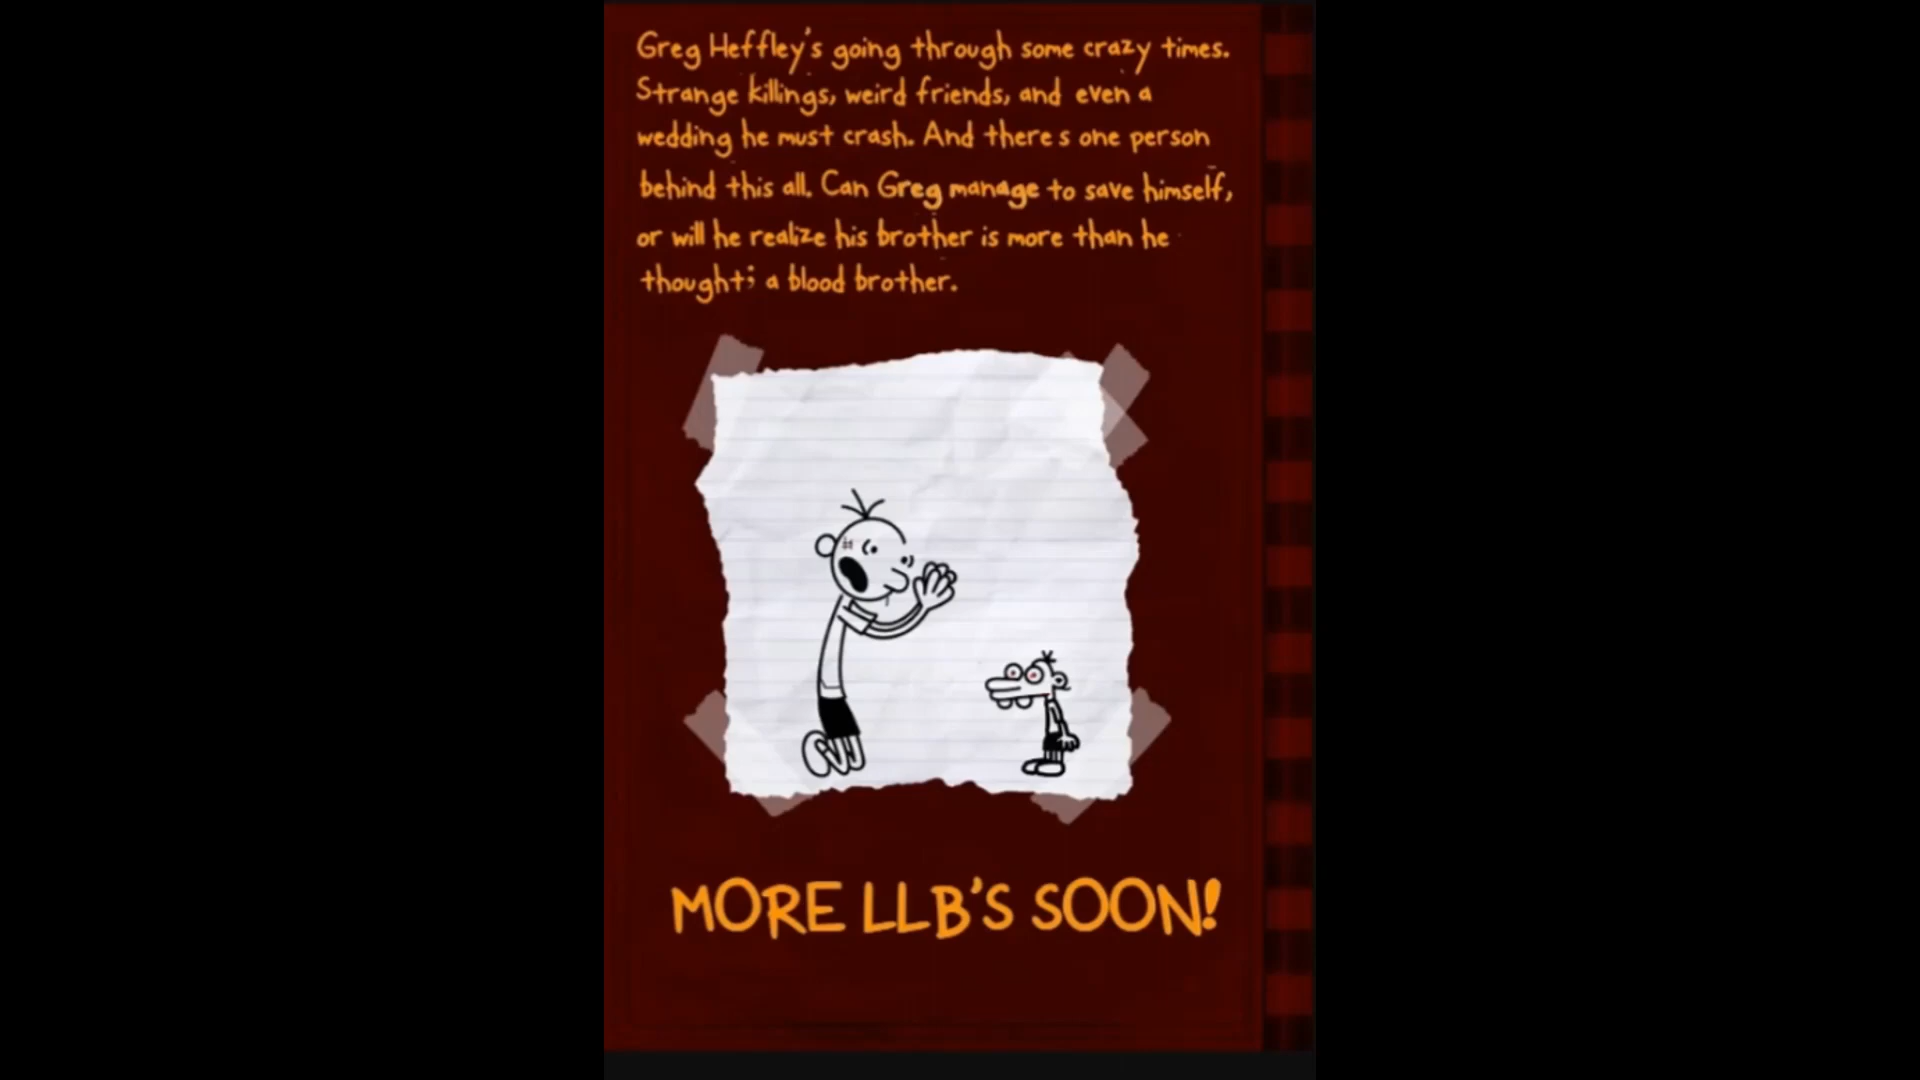 Greg Heffley's going through some crazy times.
Strange killings, weird friends, and even a
wedding he must crash. And there s one person
behind this all. Can Greg manage to save himself,
or will he realize his brother is more than he
thought; a blood brother.
MORE LLB'S SOON!